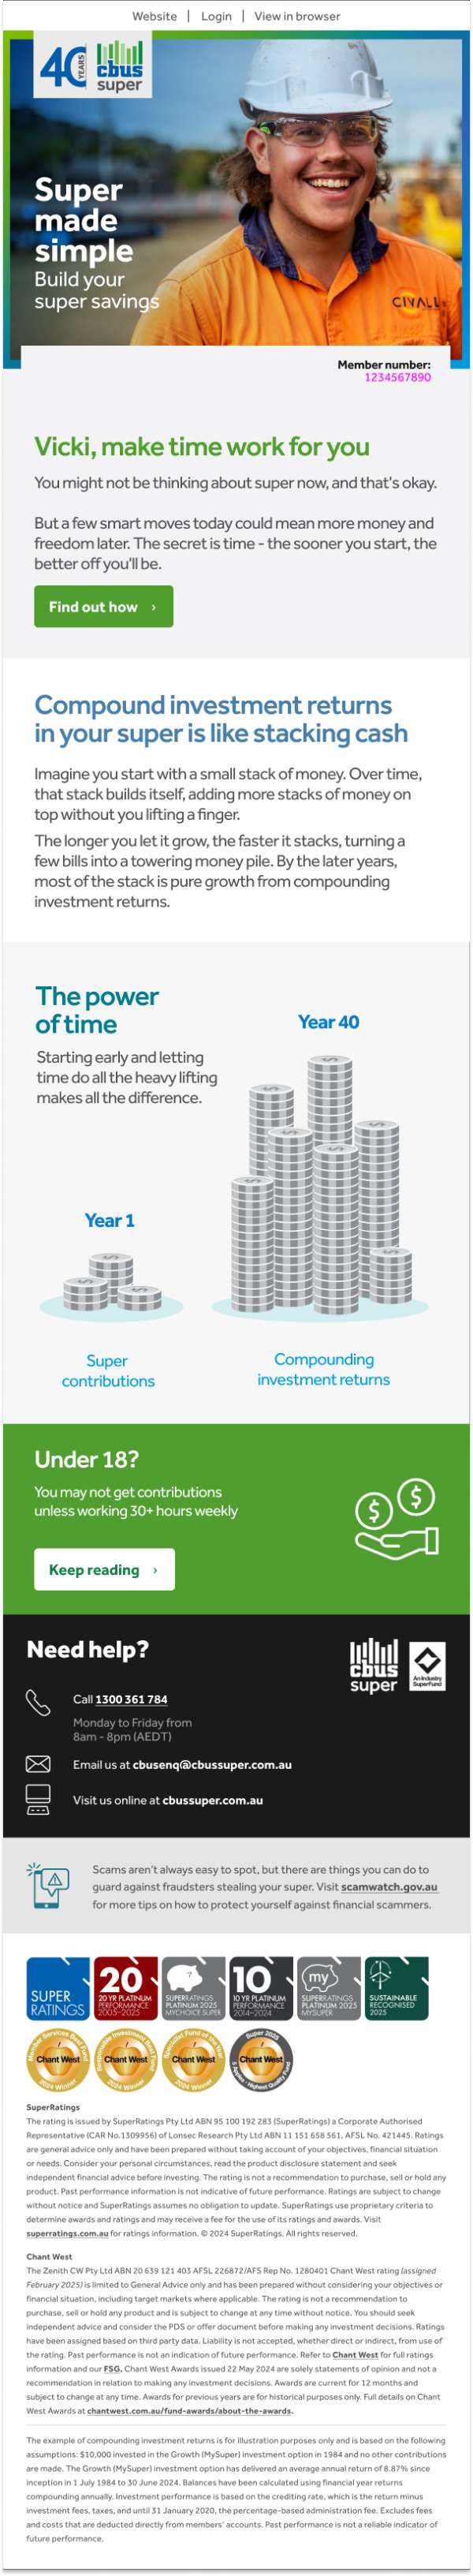 Website | Login | View in browser
40 YEARS
cbus
super
Super
made
simple
Build your
super savings
CIVALL
Member number:
1234567890
Vicki, make time work for you
You might not be thinking about super now, and that's okay.
But a few smart moves today could mean more money and
freedom later. The secret is time - the sooner you start, the
better off you'll be.
Find out how ›
Compound investment returns
in your super is like stacking cash
Imagine you start with a small stack of money. Over time,
that stack builds itself, adding more stacks of money on
top without you lifting a finger.
The longer you let it grow, the faster it stacks, turning a
few bills into a towering money pile. By the later years,
most of the stack is pure growth from compounding
investment returns.
The power
of time
Starting early and letting
time do all the heavy lifting
makes all the difference.
Year 40
Year 1
Super
contributions
Compounding
investment returns
Under 18?
You may not get contributions
unless working 30+ hours weekly
Keep reading ›
Need help?
cbus
super
An Industry
SuperFund
Call 1300 361 784
Monday to Friday from
8am - 8pm (AEDT)
Email us at cbusenq@cbussuper.com.au
Visit us online at cbussuper.com.au
Scams aren't always easy to spot, but there are things you can do to
guard against fraudsters stealing your super. Visit scamwatch.gov.au
for more tips on how to protect yourself against financial scammers.
SUPER
RATINGS
20
20 YR PLATINUM
PERFORMANCE
2005-2025
SUPERRATINGS
PLATINUM 2025
MYCHOICE SUPER
10
10 YR PLATINUM
PERFORMANCE
2014-2024
my
SUPERRATINGS
PLATINUM 2025
MYSUPER
SUSTAINABLE
RECOGNISED
2025
Chant West
2024 Winner
Chant West
2024 Winner
Chant West
2024 Winner
Super 2025
Chant West
5 Apples - Highest Quality Fund
SuperRatings
The rating is issued by SuperRatings Pty Ltd ABN 95 100 192 283 (SuperRatings) a Corporate Authorised
Representative (CAR No.1309956) of Lonsec Research Pty Ltd ABN 11 151 658 561, AFSL No. 421445. Ratings
are general advice only and have been prepared without taking account of your objectives, financial situation
or needs. Consider your personal circumstances, read the product disclosure statement and seek
independent financial advice before investing. The rating is not a recommendation to purchase, sell or hold any
product. Past performance information is not indicative of future performance. Ratings are subject to change
without notice and SuperRatings assumes no obligation to update. SuperRatings use proprietary criteria to
determine awards and ratings and may receive a fee for the use of its ratings and awards. Visit
superratings.com.au for ratings information. © 2024 SuperRatings. All rights reserved.
Chant West
The Zenith CW Pty Ltd ABN 20 639 121 403 AFSL 226872/AFS Rep No. 1280401 Chant West rating (assigned
February 2025) is limited to General Advice only and has been prepared without considering your objectives or
financial situation, including target markets where applicable. The rating is not a recommendation to
purchase, sell or hold any product and is subject to change at any time without notice. You should seek
independent advice and consider the PDS or offer document before making any investment decisions. Ratings
have been assigned based on third party data. Liability is not accepted, whether direct or indirect, from use of
the rating. Past performance is not an indication of future performance. Refer to Chant West for full ratings
information and our FSG. Chant West Awards issued 22 May 2024 are solely statements of opinion and not a
recommendation in relation to making any investment decisions. Awards are current for 12 months and
subject to change at any time. Awards for previous years are for historical purposes only. Full details on Chant
West Awards at chantwest.com.au/fund-awards/about-the-awards.
The example of compounding investment returns is for illustration purposes only and is based on the following
assumptions: $10,000 invested in the Growth (MySuper) investment option in 1984 and no other contributions
are made. The Growth (MySuper) investment option has delivered an average annual return of 8.87% since
inception in 1 July 1984 to 30 June 2024. Balances have been calculated using financial year returns
compounding annually. Investment performance is based on the crediting rate, which is the return minus
investment fees, taxes, and until 31 January 2020, the percentage-based administration fee. Excludes fees
and costs that are deducted directly from members' accounts. Past performance is not a reliable indicator of
future performance.